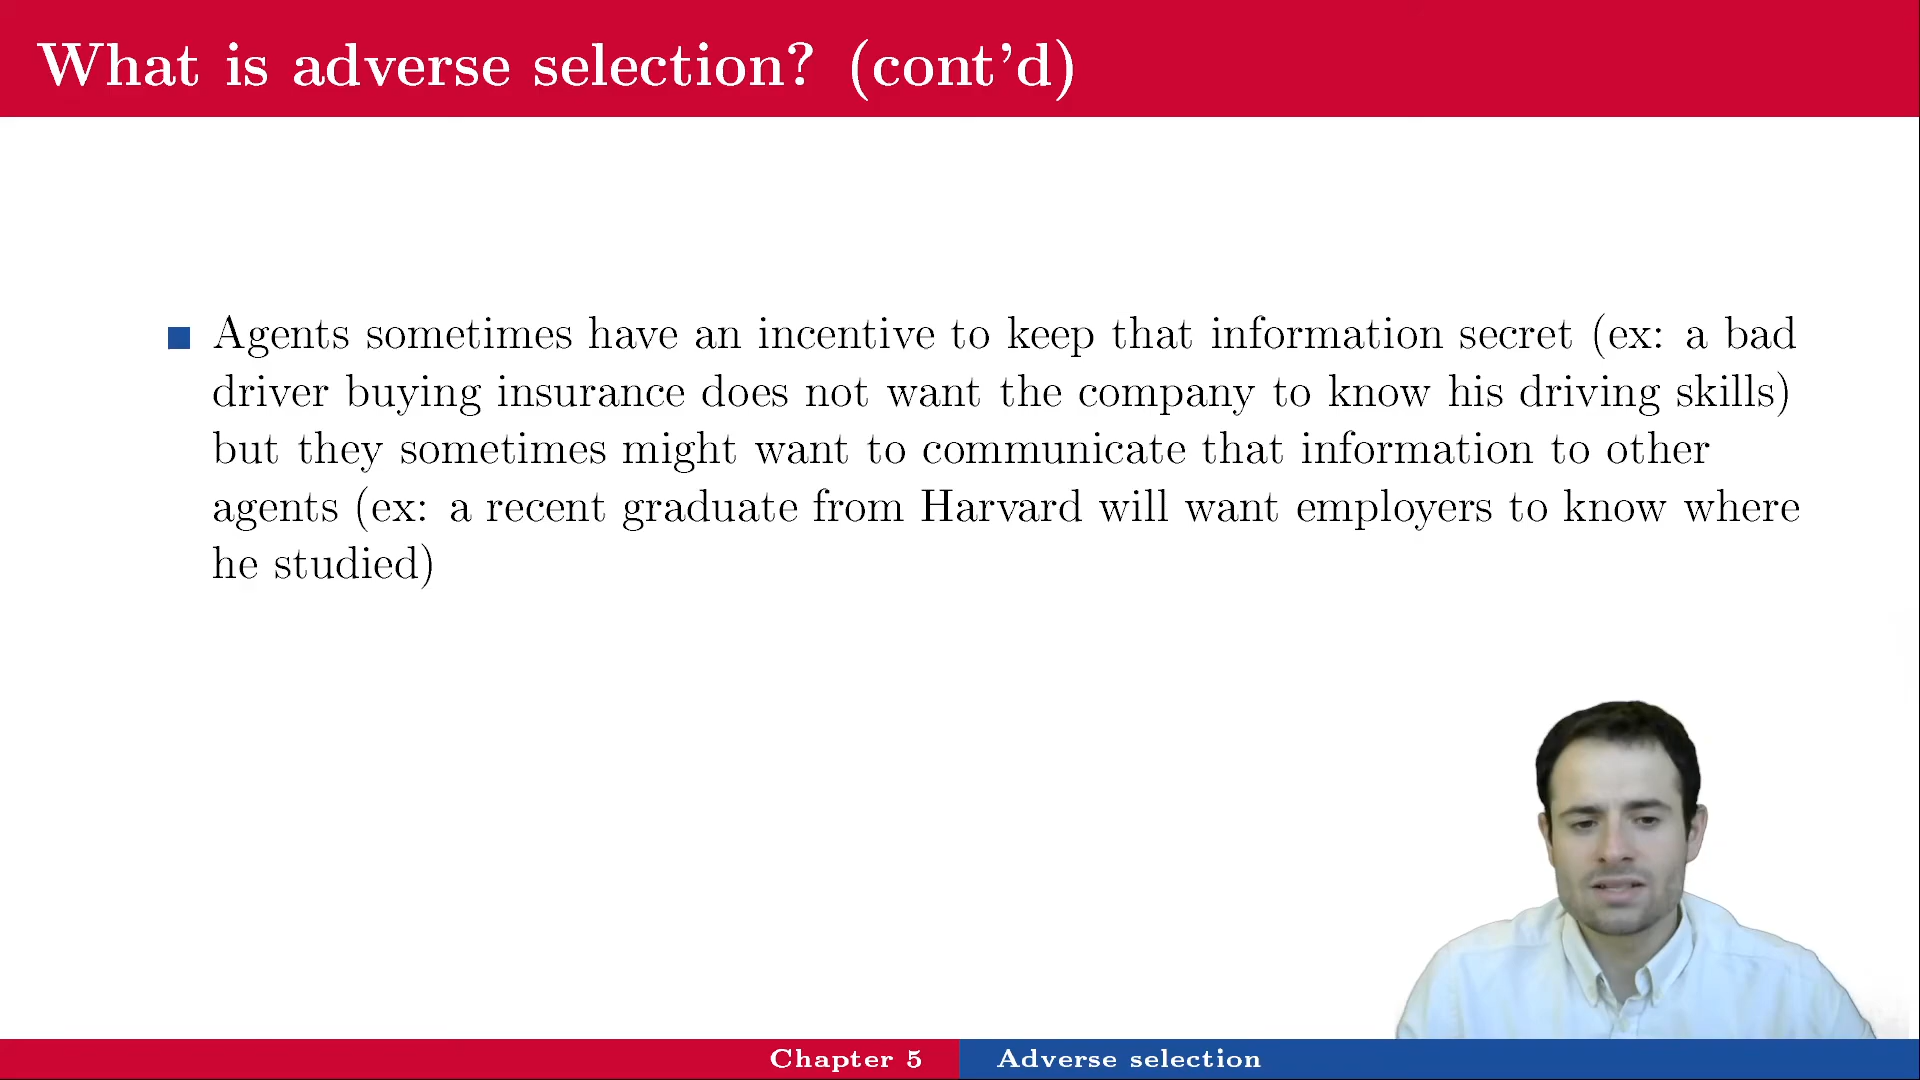 What is adverse selection? (cont'd)
Agents sometimes have an incentive to keep that information secret (ex: a bad
driver buying insurance does not want the company to know his driving skills)
but they sometimes might want to communicate that information to other
agents (ex: a recent graduate from Harvard will want employers to know where
he studied)
Chapter 5
Adverse selection